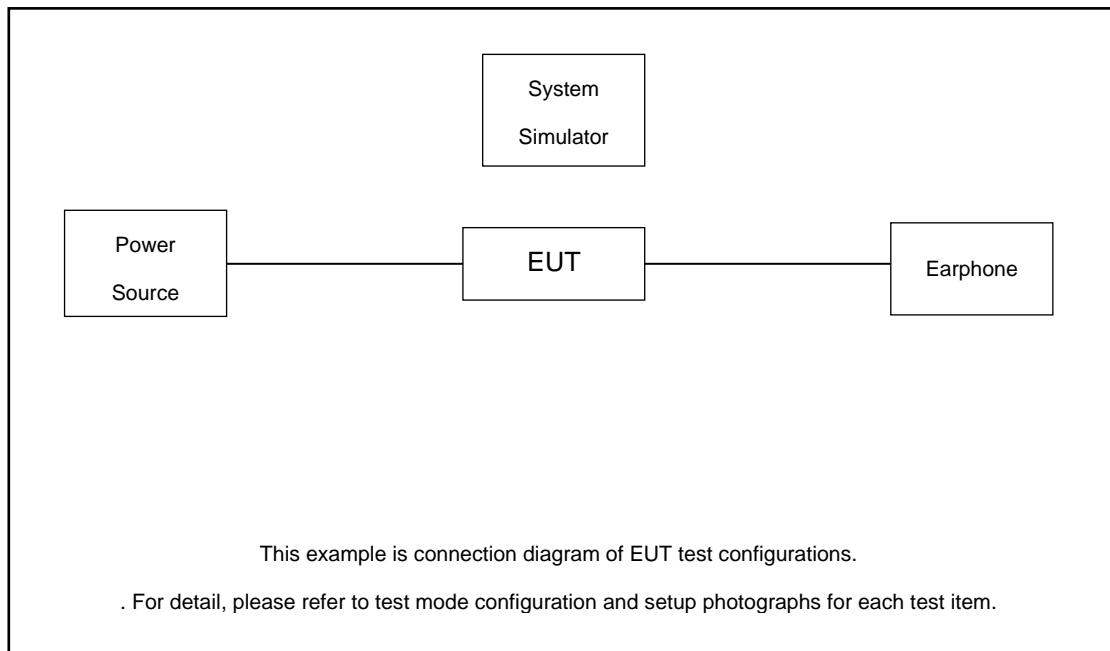 System
Simulator
Power
Source
EUT
Earphone
This example is connection diagram of EUT test configurations.
. For detail, please refer to test mode configuration and setup photographs for each test item.